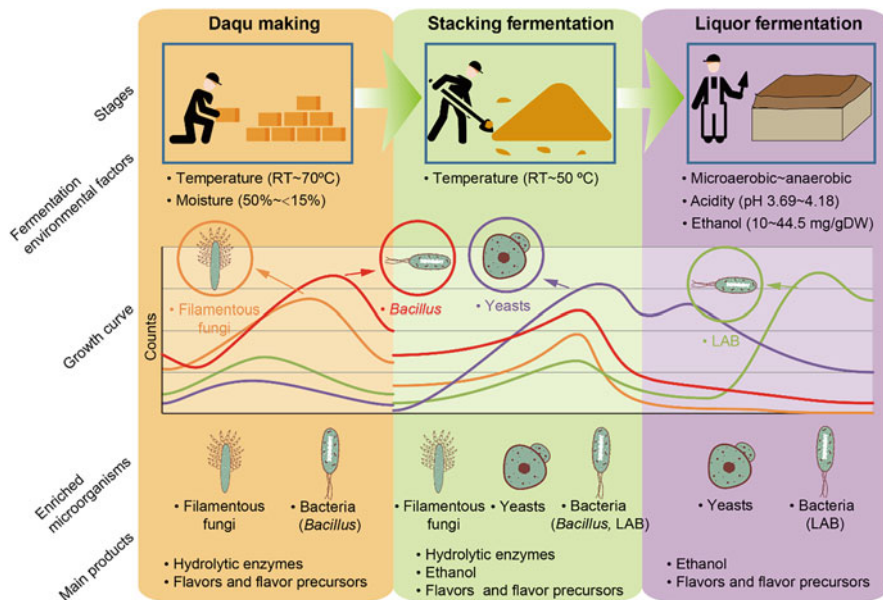 Daqu making
Stacking fermentation
Liquor fermentation
Stages
Fermentation
environmental factors
• Temperature (RT~70ºC)
• Moisture (50%~<15%)
• Temperature (RT~50 ºC)
• Microaerobic~anaerobic
• Acidity (pH 3.69~4.18)
• Ethanol (10~44.5 mg/gDW)
Growth curve
Counts
• Filamentous
fungi
• Bacillus
• Yeasts
• LAB
Enriched
microorganisms
• Filamentous
fungi
• Bacteria
(Bacillus)
• Filamentous
fungi
• Yeasts
• Bacteria
(Bacillus, LAB)
• Yeasts
• Bacteria
(LAB)
Main products
• Hydrolytic enzymes
• Flavors and flavor precursors
• Hydrolytic enzymes
• Ethanol
• Flavors and flavor precursors
• Ethanol
• Flavors and flavor precursors